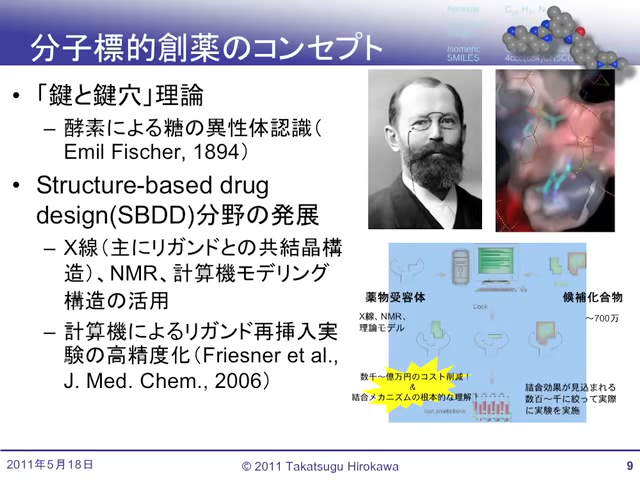 Formula
Isomeric
SMILES
分子標的創薬のコンセプト
• 「鍵と鍵穴」理論
– 酵素による糖の異性体認識（
Emil Fischer, 1894）
• Structure-based drug
design(SBDD)分野の発展
– X線（主にリガンドとの共結晶構
造）、NMR、計算機モデリング
構造の活用
– 計算機によるリガンド再挿入実
験の高精度化（Friesner et al.,
J. Med. Chem., 2006）
薬物受容体
候補化合物
X線、NMR、
理論モデル
～700万
Dock
数千～億万円のコスト削減！
&
結合メカニズムの根本的な理解！
結合効果が見込まれる
数百～千に絞って実際
に実験を実施
2011年5月18日
© 2011 Takatsugu Hirokawa
9